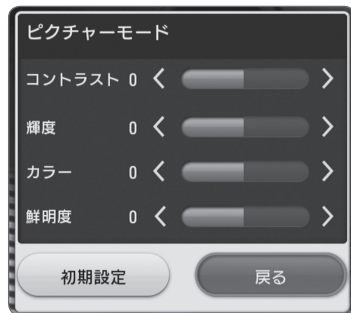 ピクチャーモード
コントラスト 0
輝度 0
カラー 0
鮮明度 0
初期設定 戻る